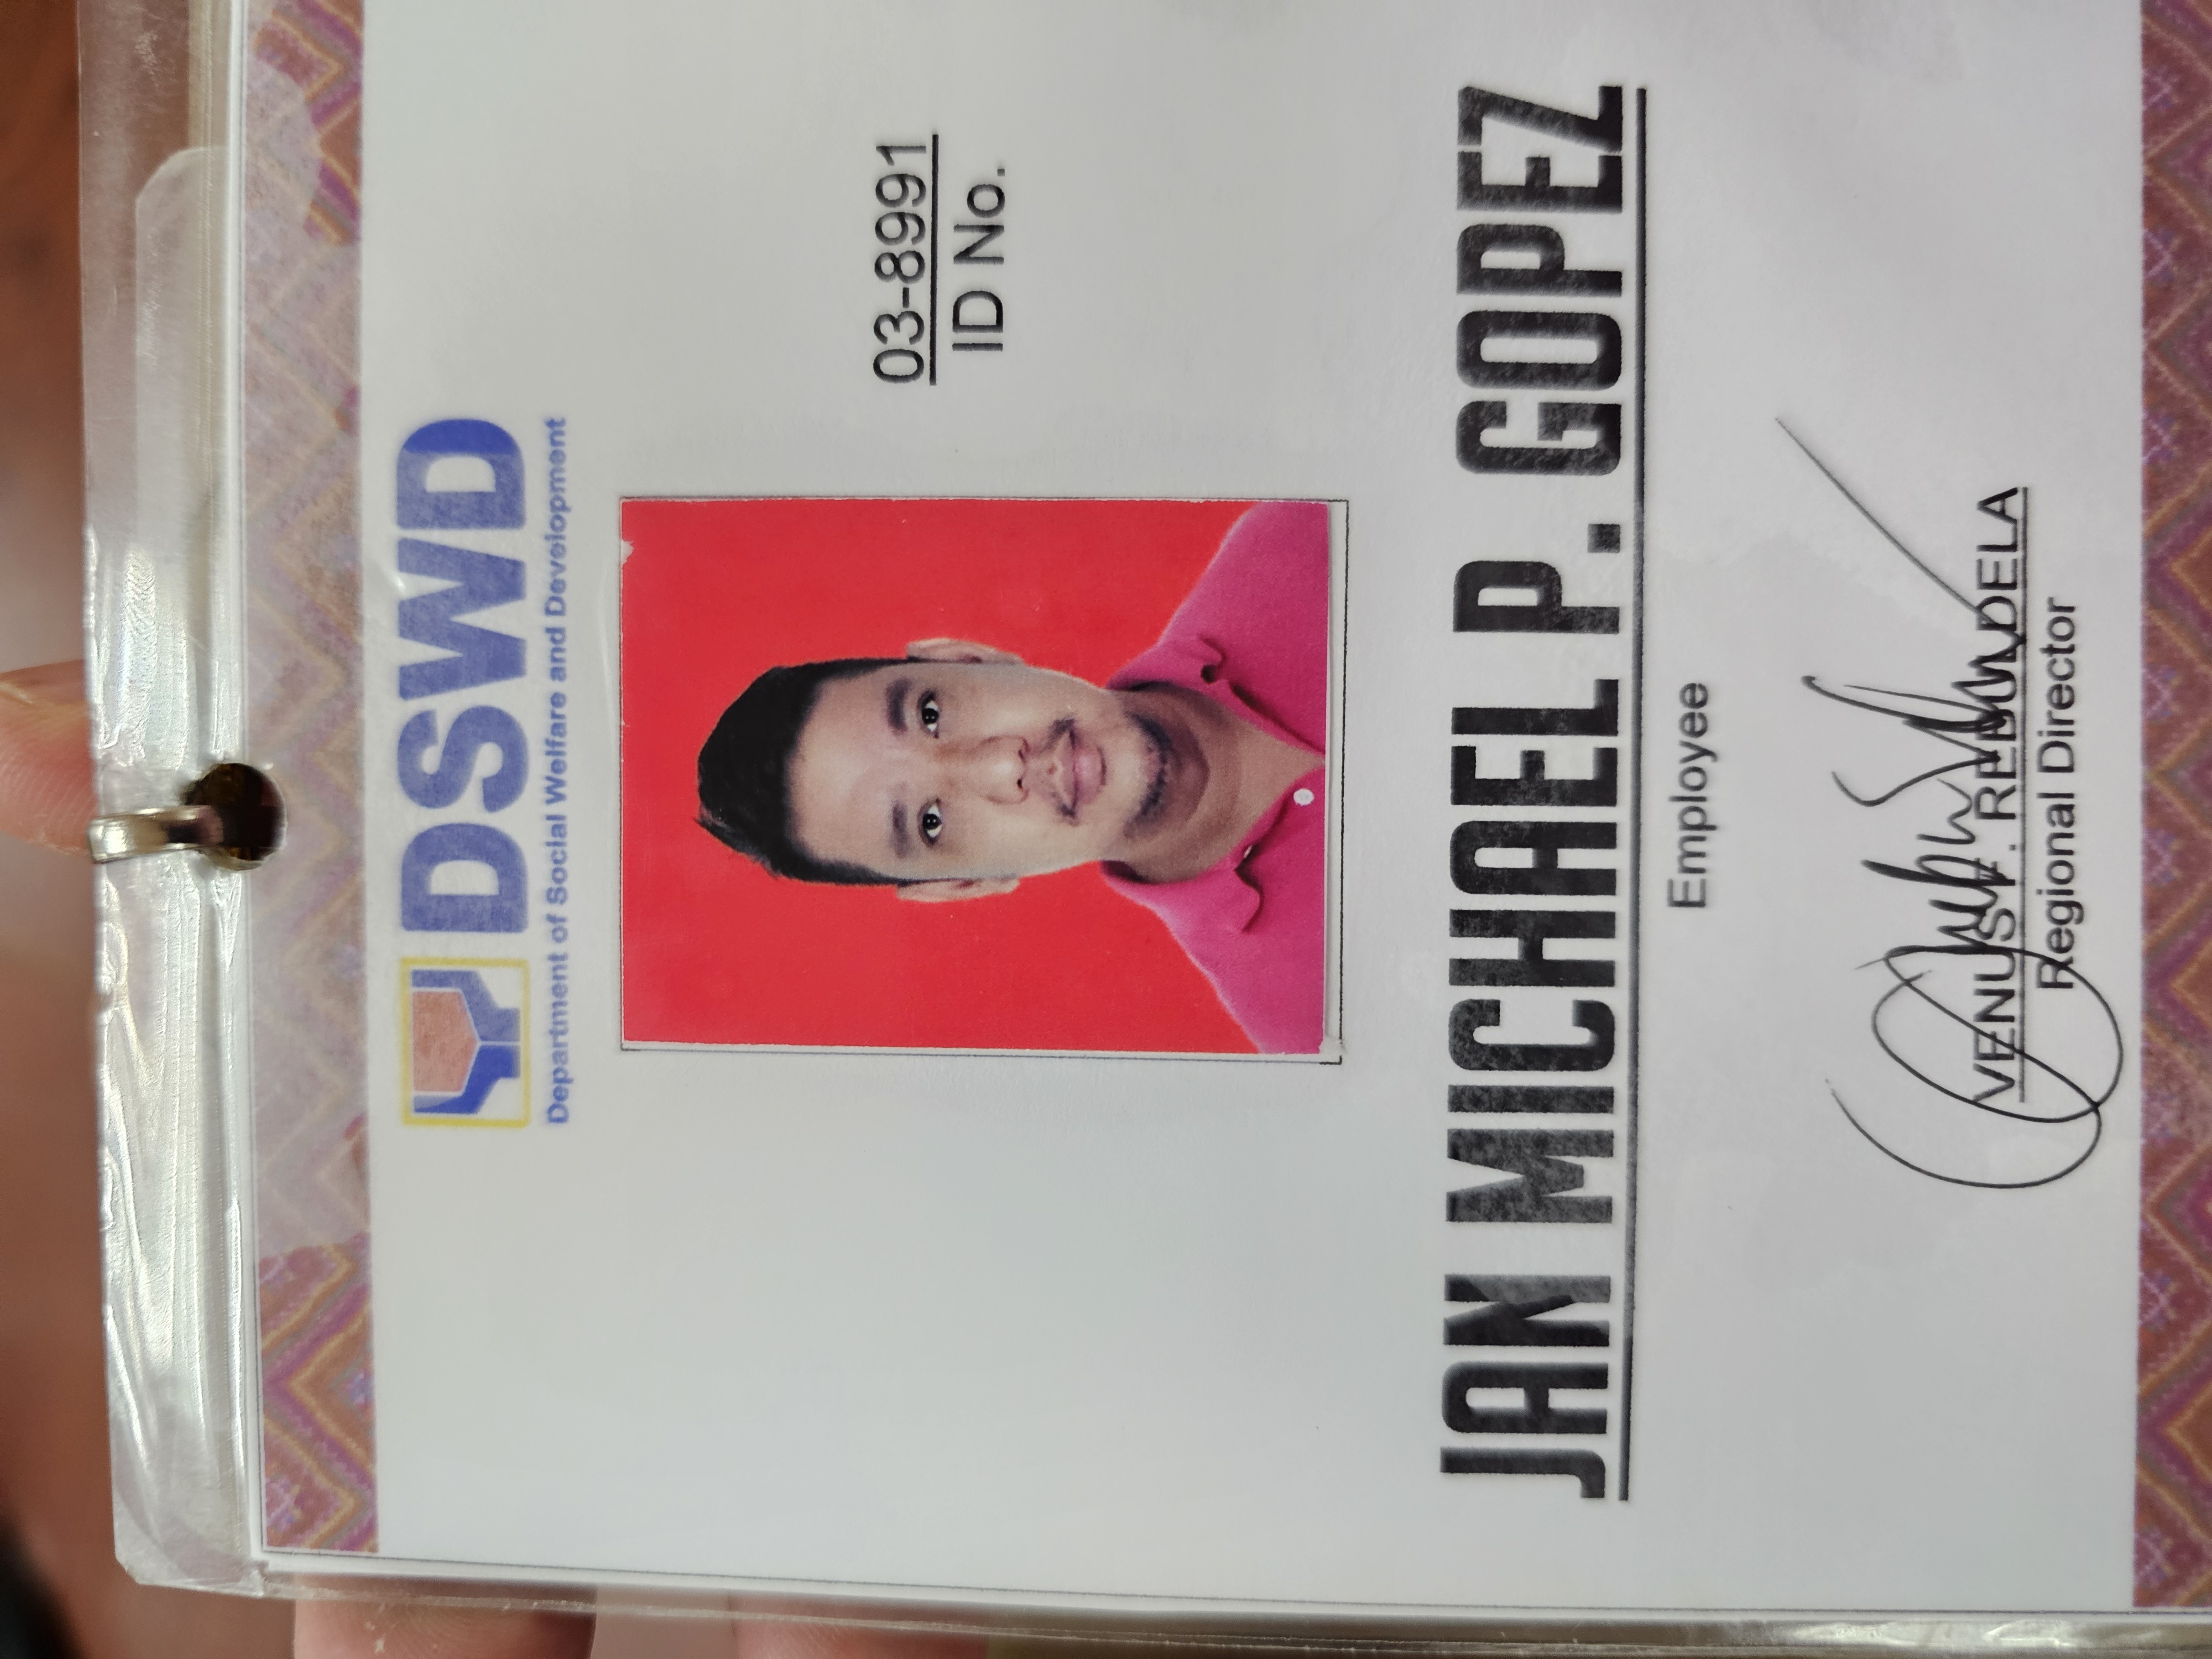 DSWD
Department of Social Welfare and Development
03-8991
ID No.
JAN MICHAEL P. GOPEZ
Employee
VENUS F. REBULDELA
Regional Director